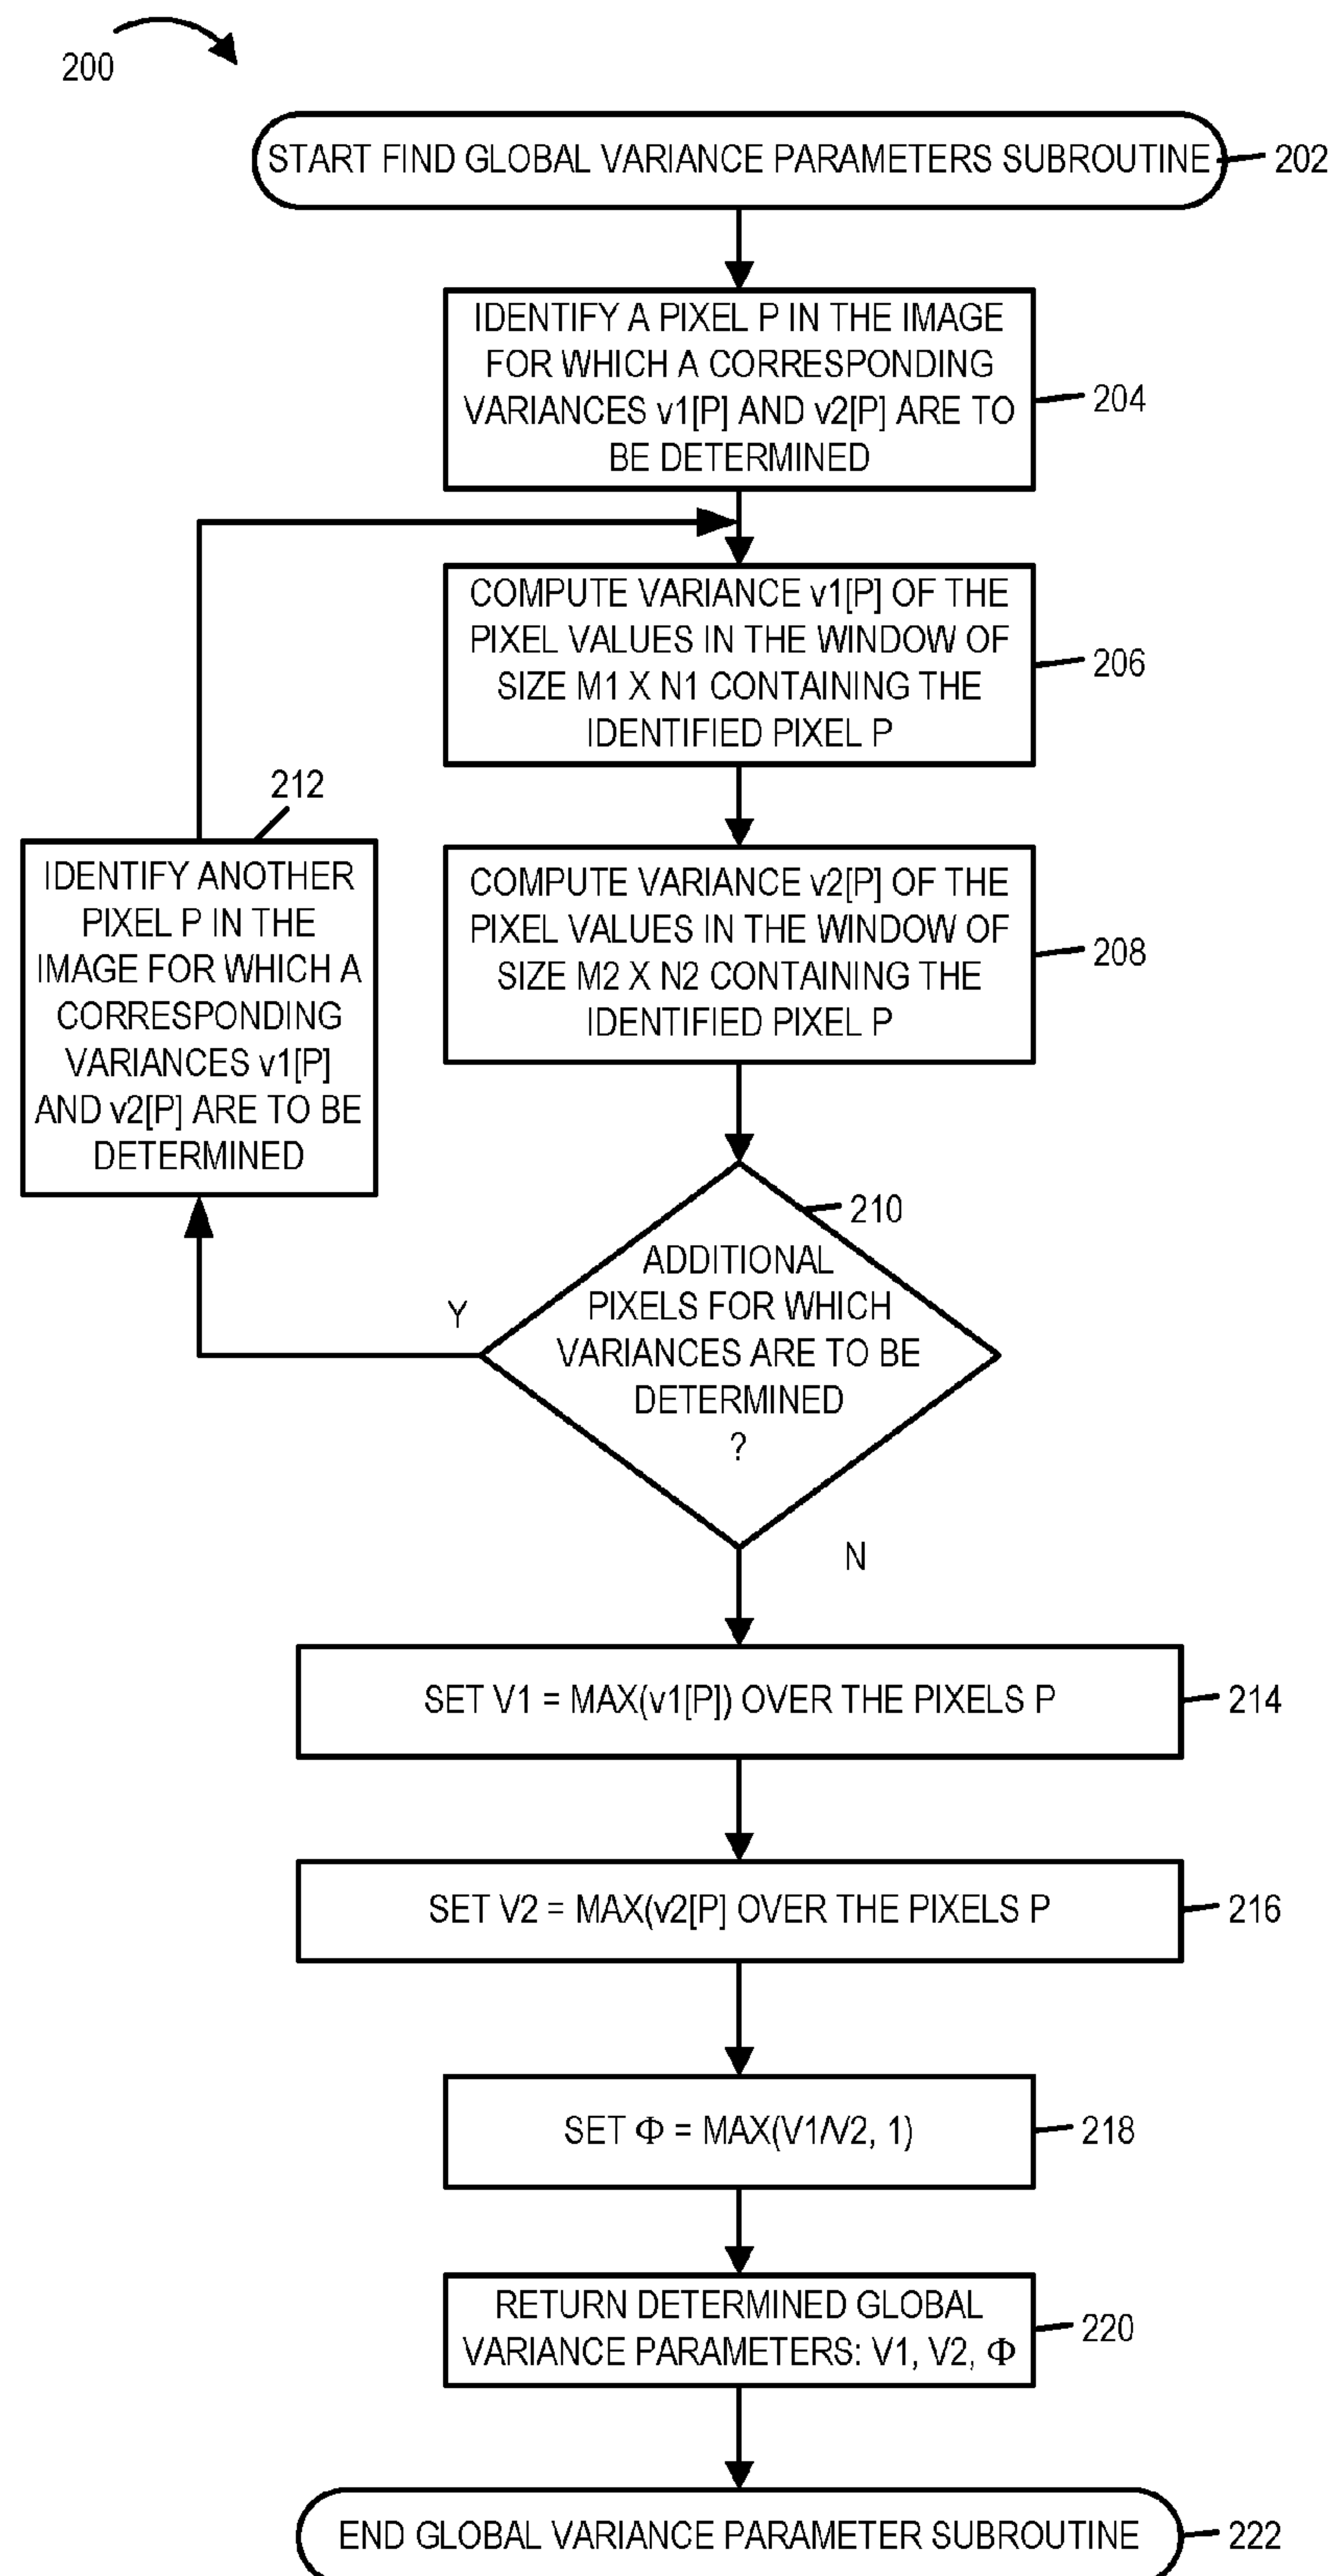 200
START FIND GLOBAL VARIANCE PARAMETERS SUBROUTINE
202
IDENTIFY A PIXEL P IN THE IMAGE
FOR WHICH A CORRESPONDING
VARIANCES v1[P] AND v2[P] ARE TO
BE DETERMINED
204
COMPUTE VARIANCE v1[P] OF THE
PIXEL VALUES IN THE WINDOW OF
SIZE M1 X N1 CONTAINING THE
IDENTIFIED PIXEL P
206
212
IDENTIFY ANOTHER
PIXEL P IN THE
IMAGE FOR WHICH A
CORRESPONDING
VARIANCES v1[P]
AND v2[P] ARE TO BE
DETERMINED
COMPUTE VARIANCE v2[P] OF THE
PIXEL VALUES IN THE WINDOW OF
SIZE M2 X N2 CONTAINING THE
IDENTIFIED PIXEL P
208
210
ADDITIONAL
PIXELS FOR WHICH
VARIANCES ARE TO BE
DETERMINED
?
Y
N
SET V1 = MAX(v1[P]) OVER THE PIXELS P
214
SET V2 = MAX(v2[P] OVER THE PIXELS P
216
SET Φ = MAX(V1/V2, 1)
218
RETURN DETERMINED GLOBAL
VARIANCE PARAMETERS: V1, V2, Φ
220
END GLOBAL VARIANCE PARAMETER SUBROUTINE
222